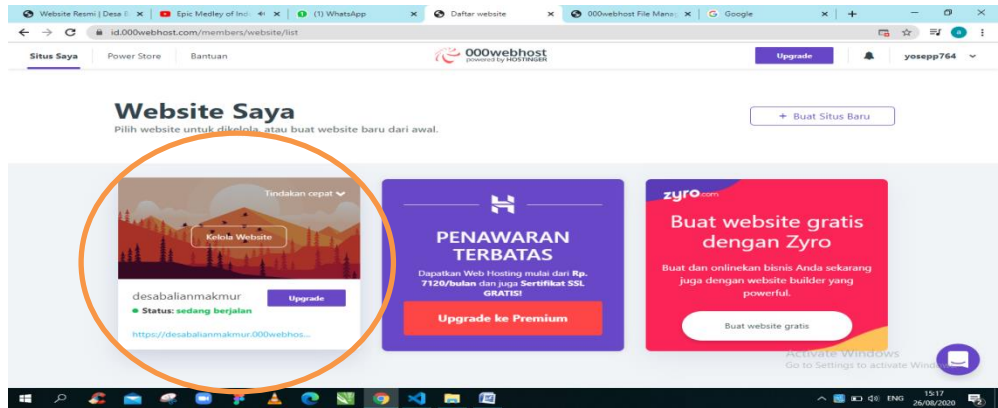 Website Resmi | Desa
Epic Medley of Ind
(1) WhatsApp
Daftar website
000webhost File Mana
Google
id.000webhost.com/members/website/list
Situs Saya
Power Store
Bantuan
000webhost
powered by HOSTINGER
Upgrade
yosepp764
Website Saya
Pilih website untuk dikelola, atau buat website baru dari awal.
+ Buat Situs Baru
Tindakan cepat
Kelola Website
desabalianmakmur
Upgrade
Status: sedang berjalan
https://desabalianmakmur.000webhos...
PENAWARAN
TERBATAS
Dapatkan Web Hosting mulai dari Rp.
7120/bulan dan juga Sertifikat SSL
GRATIS!
Upgrade ke Premium
zyro.com
Buat website gratis
dengan Zyro
Buat dan onlinekan bisnis Anda sekarang
juga dengan website builder yang
powerful.
Buat website gratis
Activate Windows
Go to Settings to activate Wind
ENG
15:17
26/08/2020